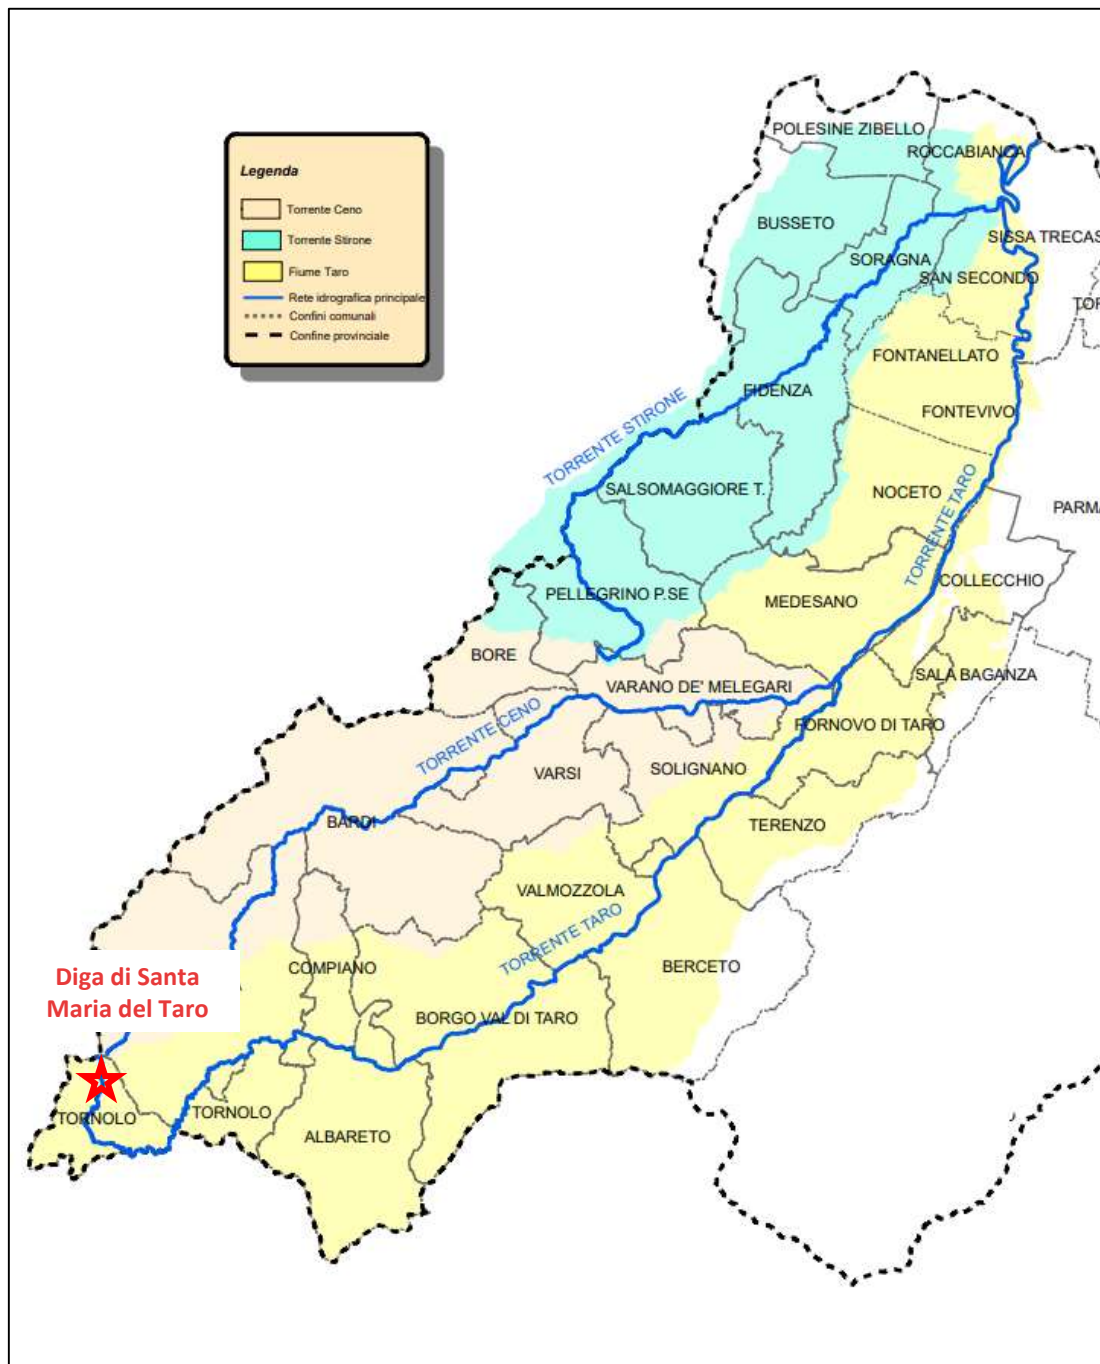 POLESINE ZIBELLO
ROCCABIANCA
Legenda
Torrente Ceno
Torrente Stirone
Fiume Taro
Rete idrografica principale
Confini comunali
Confine provinciale
BUSSETO
SISSA TRECAS
SORAGNA
SAN SECONDO
TOR
FONTANELLATO
FIDENZA
FONTEVIVO
TORRENTE STIRONE
SALSOMAGGIORE T.
NOCETO
PARMA
TORRENTE TARO
COLLECCHIO
PELLEGRINO P.SE
MEDESANO
BORE
SALA BAGANZA
VARANO DE' MELEGARI
TORRENTE CENO
FORNOVO DI TARO
SOLIGNANO
VARSI
BARDI
TERENZO
VALMOZZOLA
TORRENTE TARO
BERCETO
COMPIANO
Diga di Santa
Maria del Taro
BORGO VAL DI TARO
TORNOLO
TORNOLO
ALBARETO